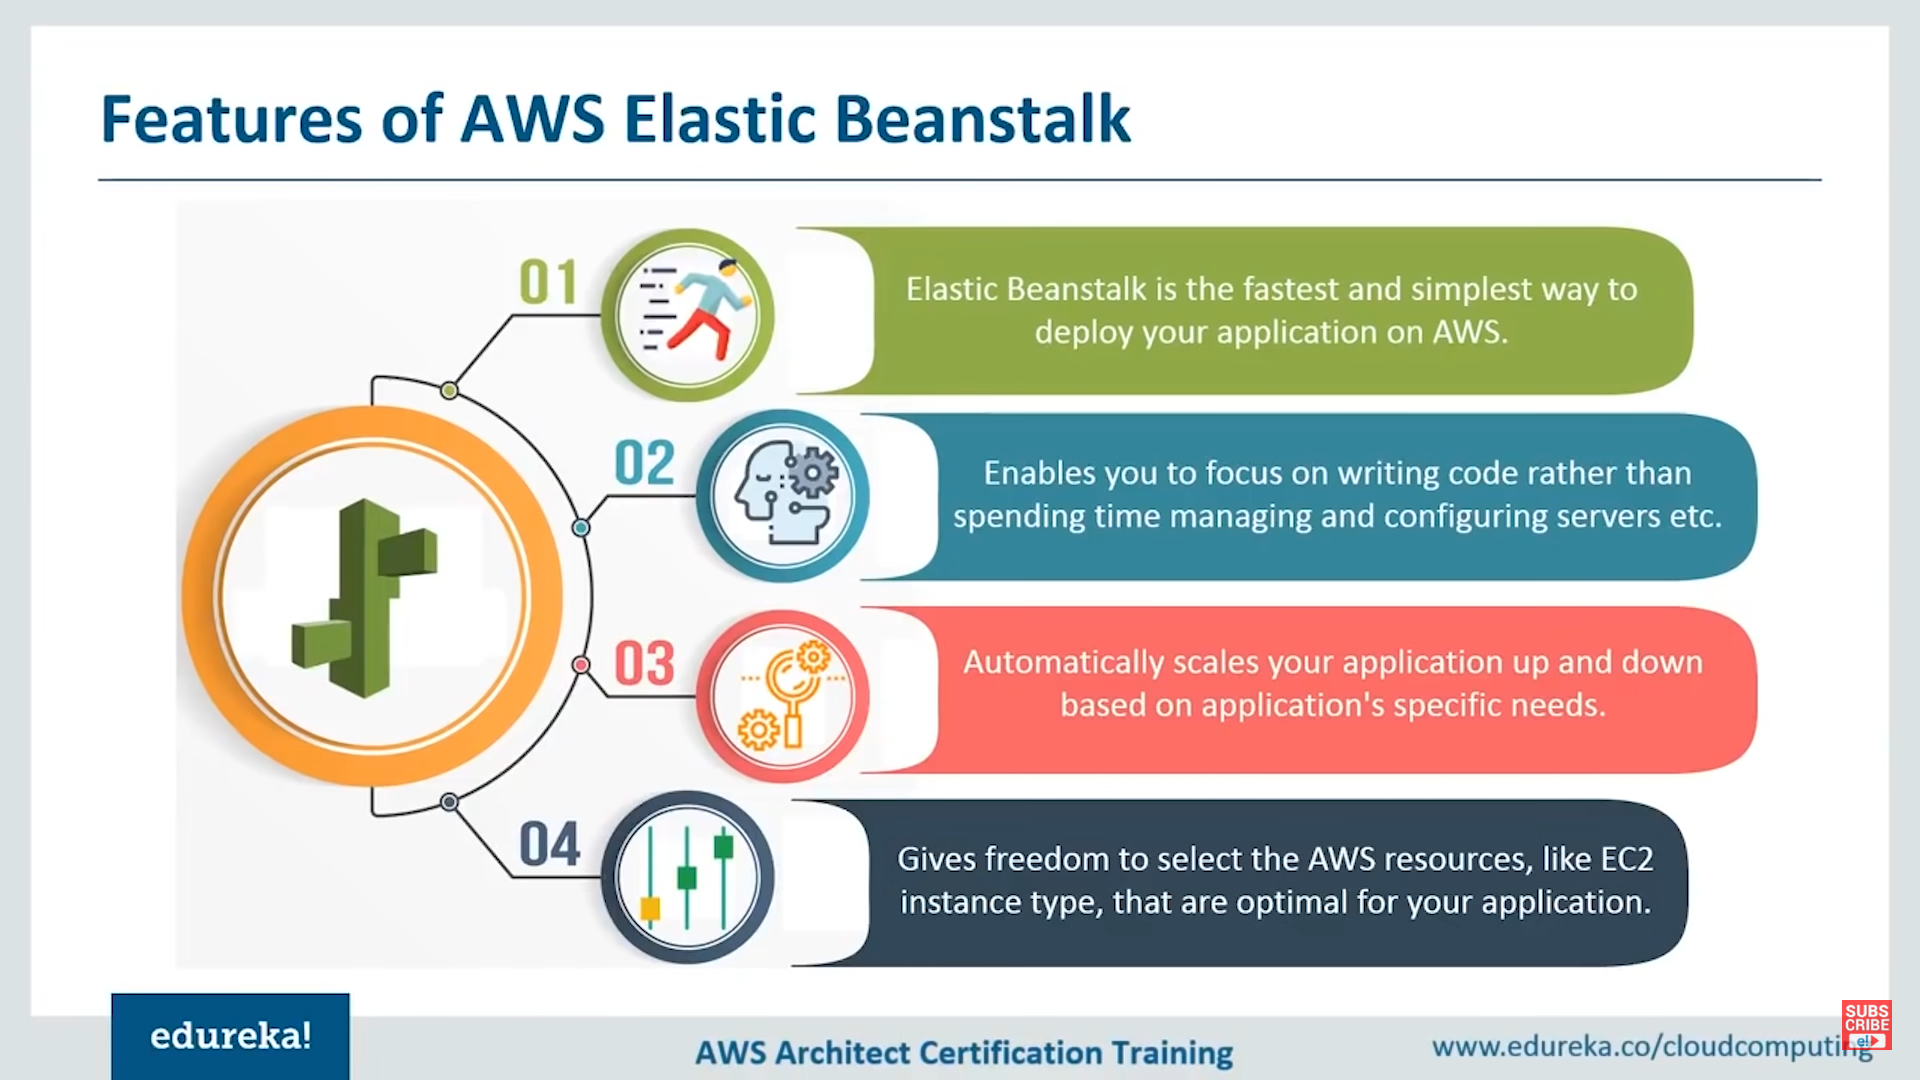 Features of AWS Elastic Beanstalk
01
Elastic Beanstalk is the fastest and simplest way to
deploy your application on AWS.
02
Enables you to focus on writing code rather than
spending time managing and configuring servers etc.
03
Automatically scales your application up and down
based on application's specific needs.
04
Gives freedom to select the AWS resources, like EC2
instance type, that are optimal for your application.
edureka!
AWS Architect Certification Training
www.edureka.co/cloudcomputing
SUBS
CRIBE
e!